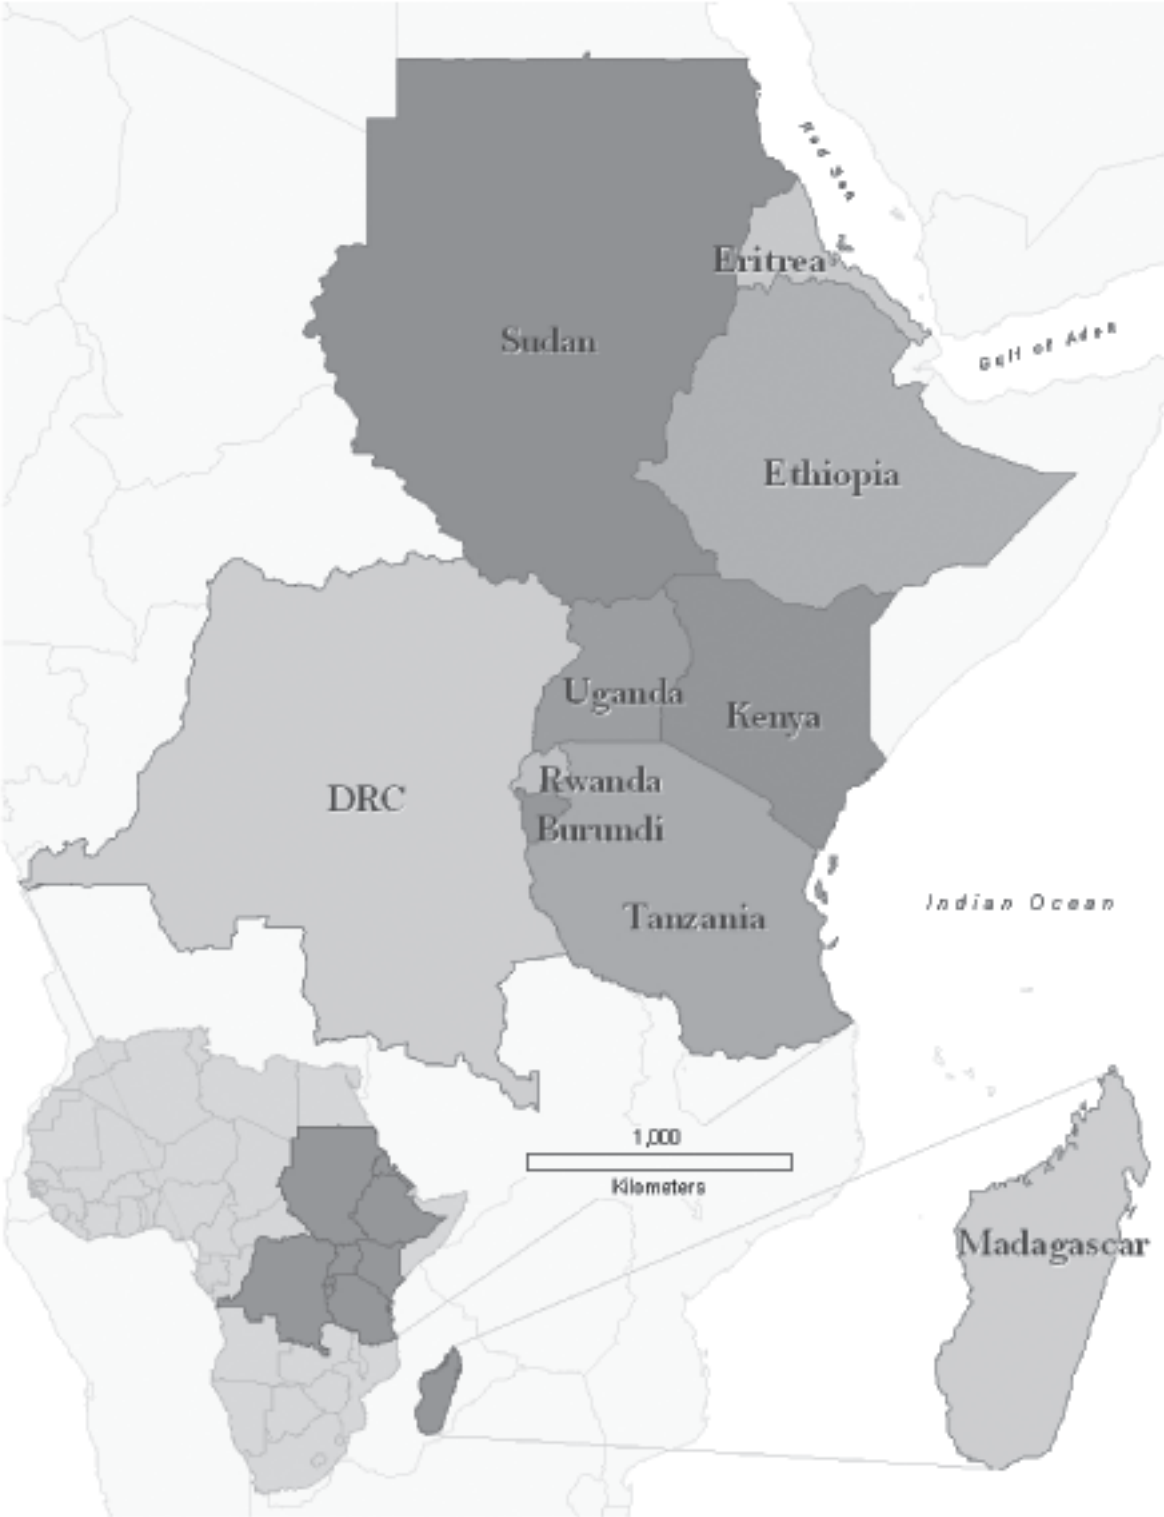 Red Sea
Eritrea
Sudan
Gulf of Aden
Ethiopia
Uganda
Kenya
Rwanda
DRC
Burundi
Indian Ocean
Tanzania
1,000
Kilometers
Madagascar